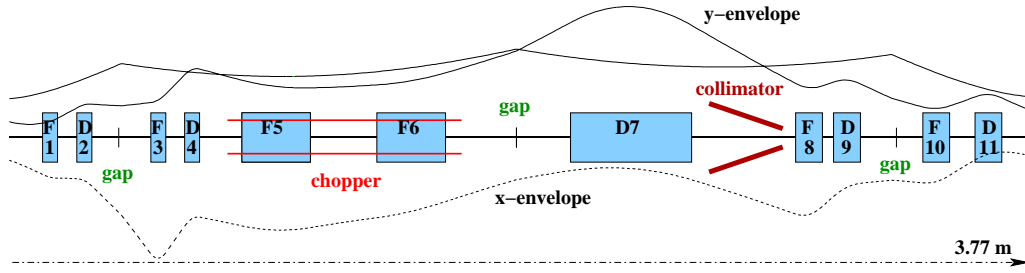 y−envelope
collimator
gap
F 1
D 2
F 3
D 4
F5
F6
D7
F 8
D 9
F 10
D 11
gap
gap
chopper
x−envelope
3.77 m